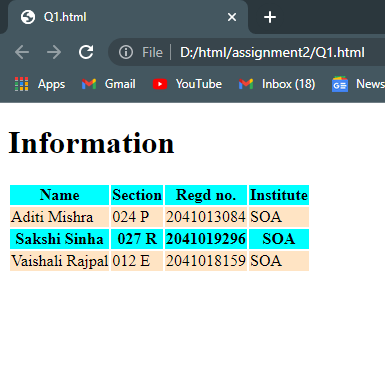 Q1.html
File | D:/html/assignment2/Q1.html
Apps Gmail YouTube Inbox (18) News
Information
Name Section Regd no. Institute
Aditi Mishra 024 P 2041013084 SOA
Sakshi Sinha 027 R 2041019296 SOA
Vaishali Rajpal 012 E 2041018159 SOA